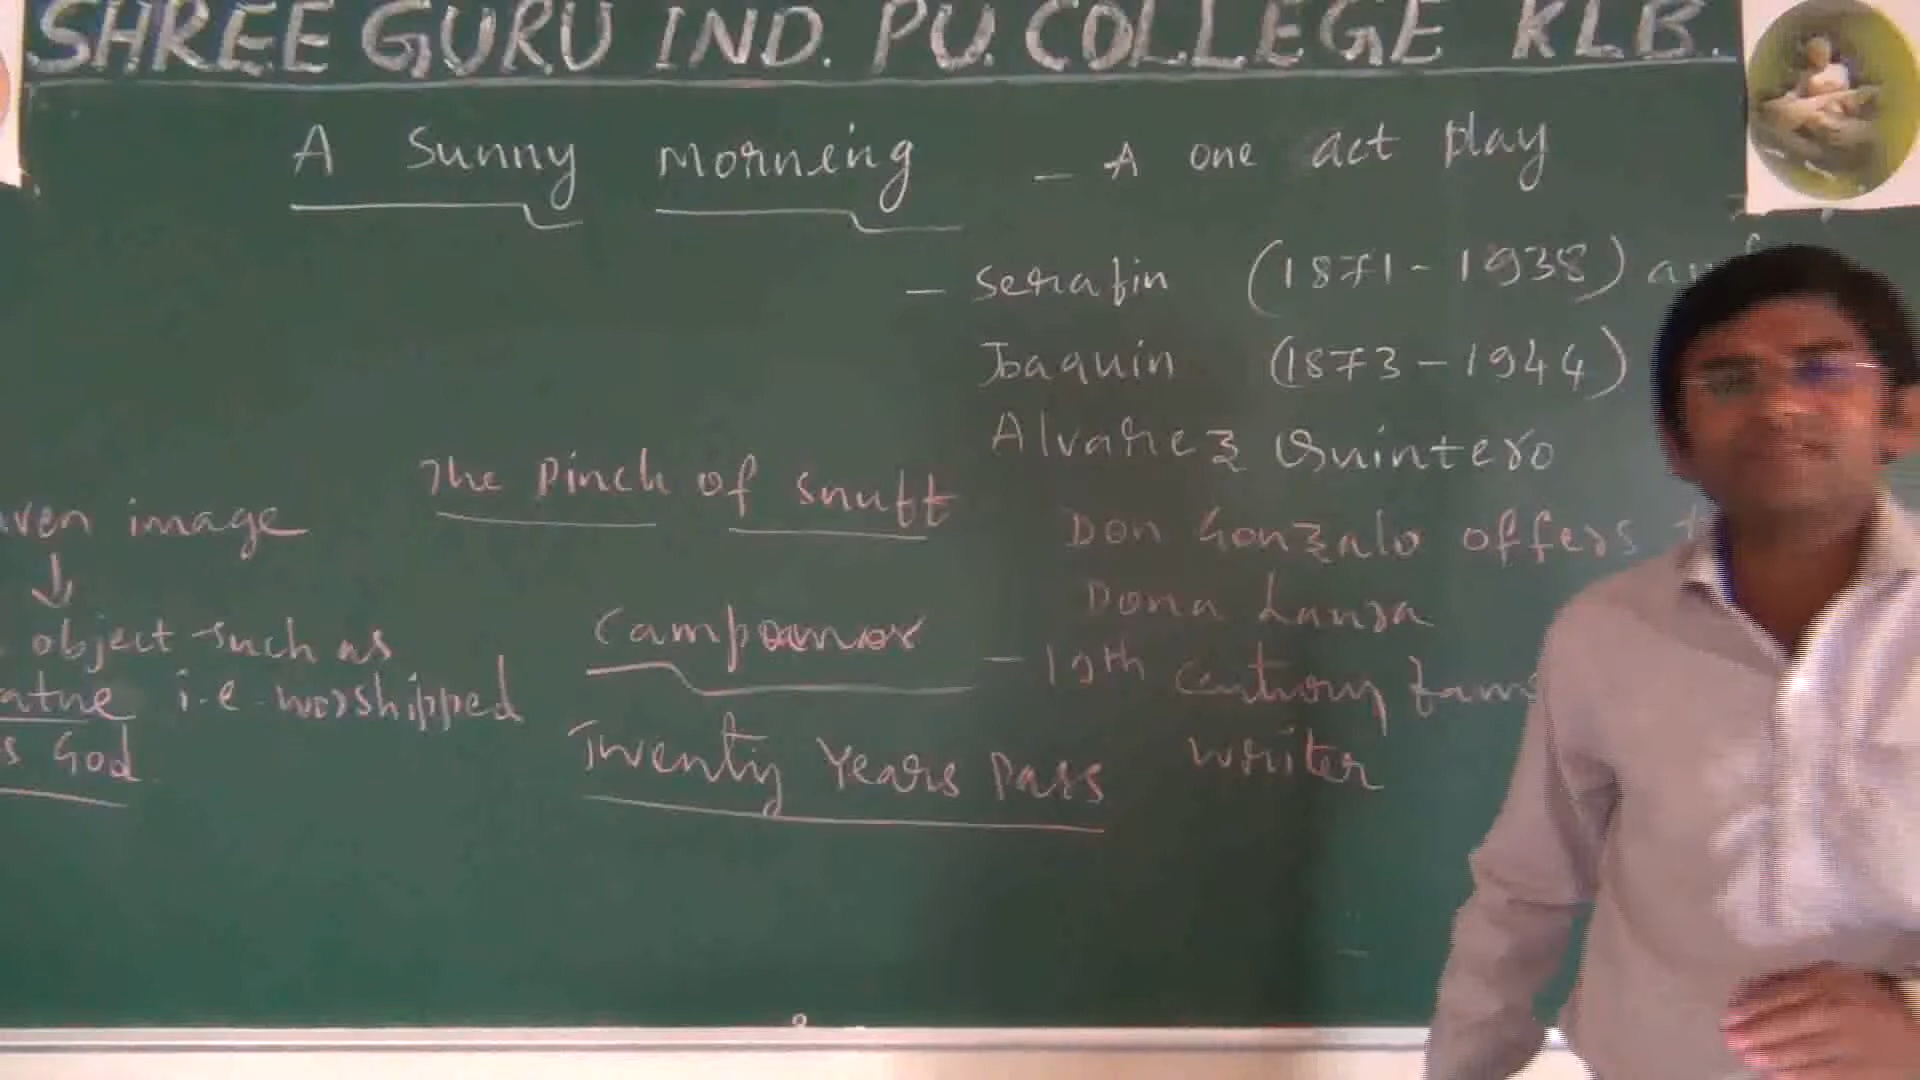 SHREE GURU IND. PU. COLLEGE KLB.
A Sunny Morning - A one act play
- Serafin (1871-1938)
Joaquin (1873-1944)
Alvarez Quintero
The Pinch of Snuff
Don Gonzalo offers
Dona Laura
image
object such as
i.e. worshipped
God
Campoamor - 19th Century
writer
Twenty Years Pass